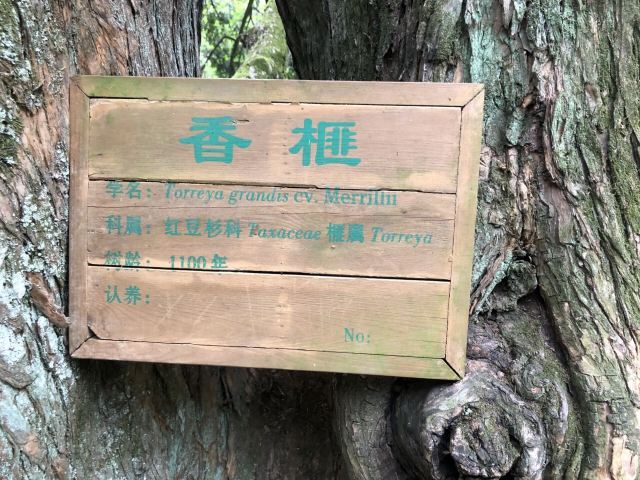 香榧
学名：Torreya grandis cv. Merrillii
科属：红豆杉科 Taxaceae 榧属 Torreya
树龄：1100年
认养：
No: